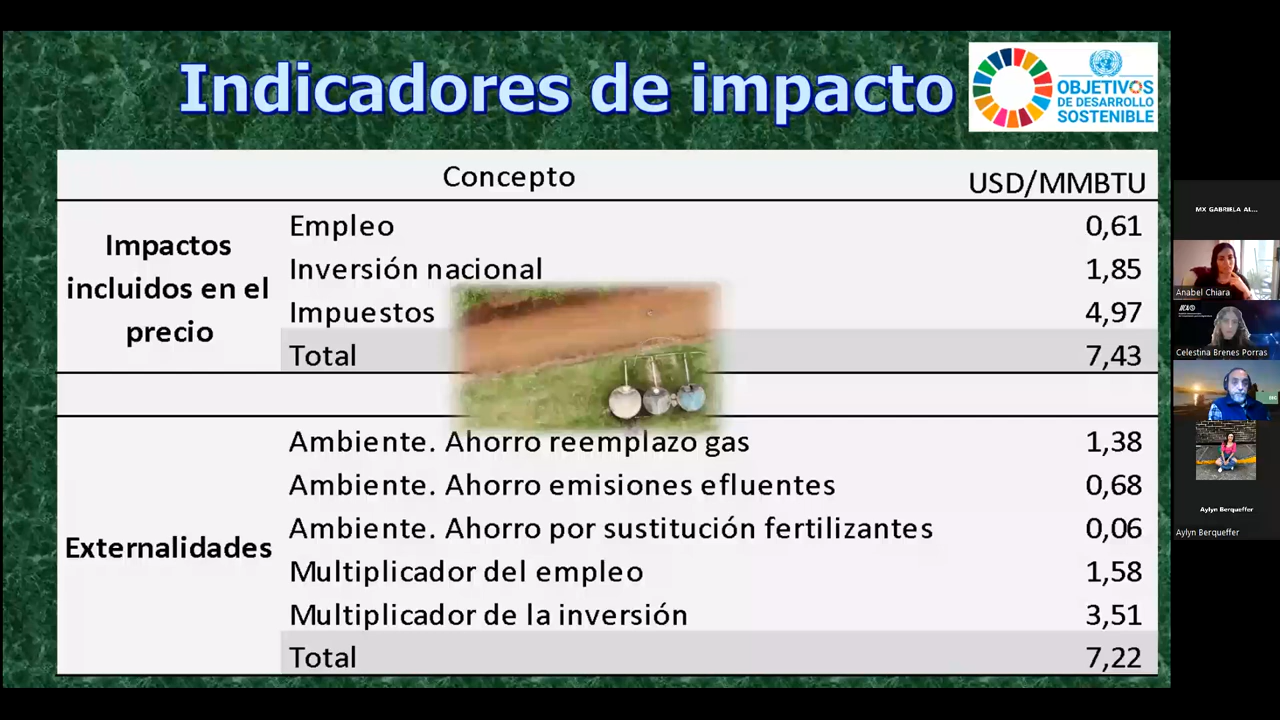 Indicadores de impacto
OBJETIVOS
DE DESARROLLO
SOSTENIBLE
Concepto USD/MMBTU
Impactos
incluidos en el
precio
Empleo 0,61
Inversión nacional 1,85
Impuestos 4,97
Total 7,43
Externalidades
Ambiente. Ahorro reemplazo gas 1,38
Ambiente. Ahorro emisiones efluentes 0,68
Ambiente. Ahorro por sustitución fertilizantes 0,06
Multiplicador del empleo 1,58
Multiplicador de la inversión 3,51
Total 7,22
MX GABRIELA AL...
Anabel Chiara
Celestina Brenes Porras
Aylyn Berqueffer
Aylyn Berqueffer